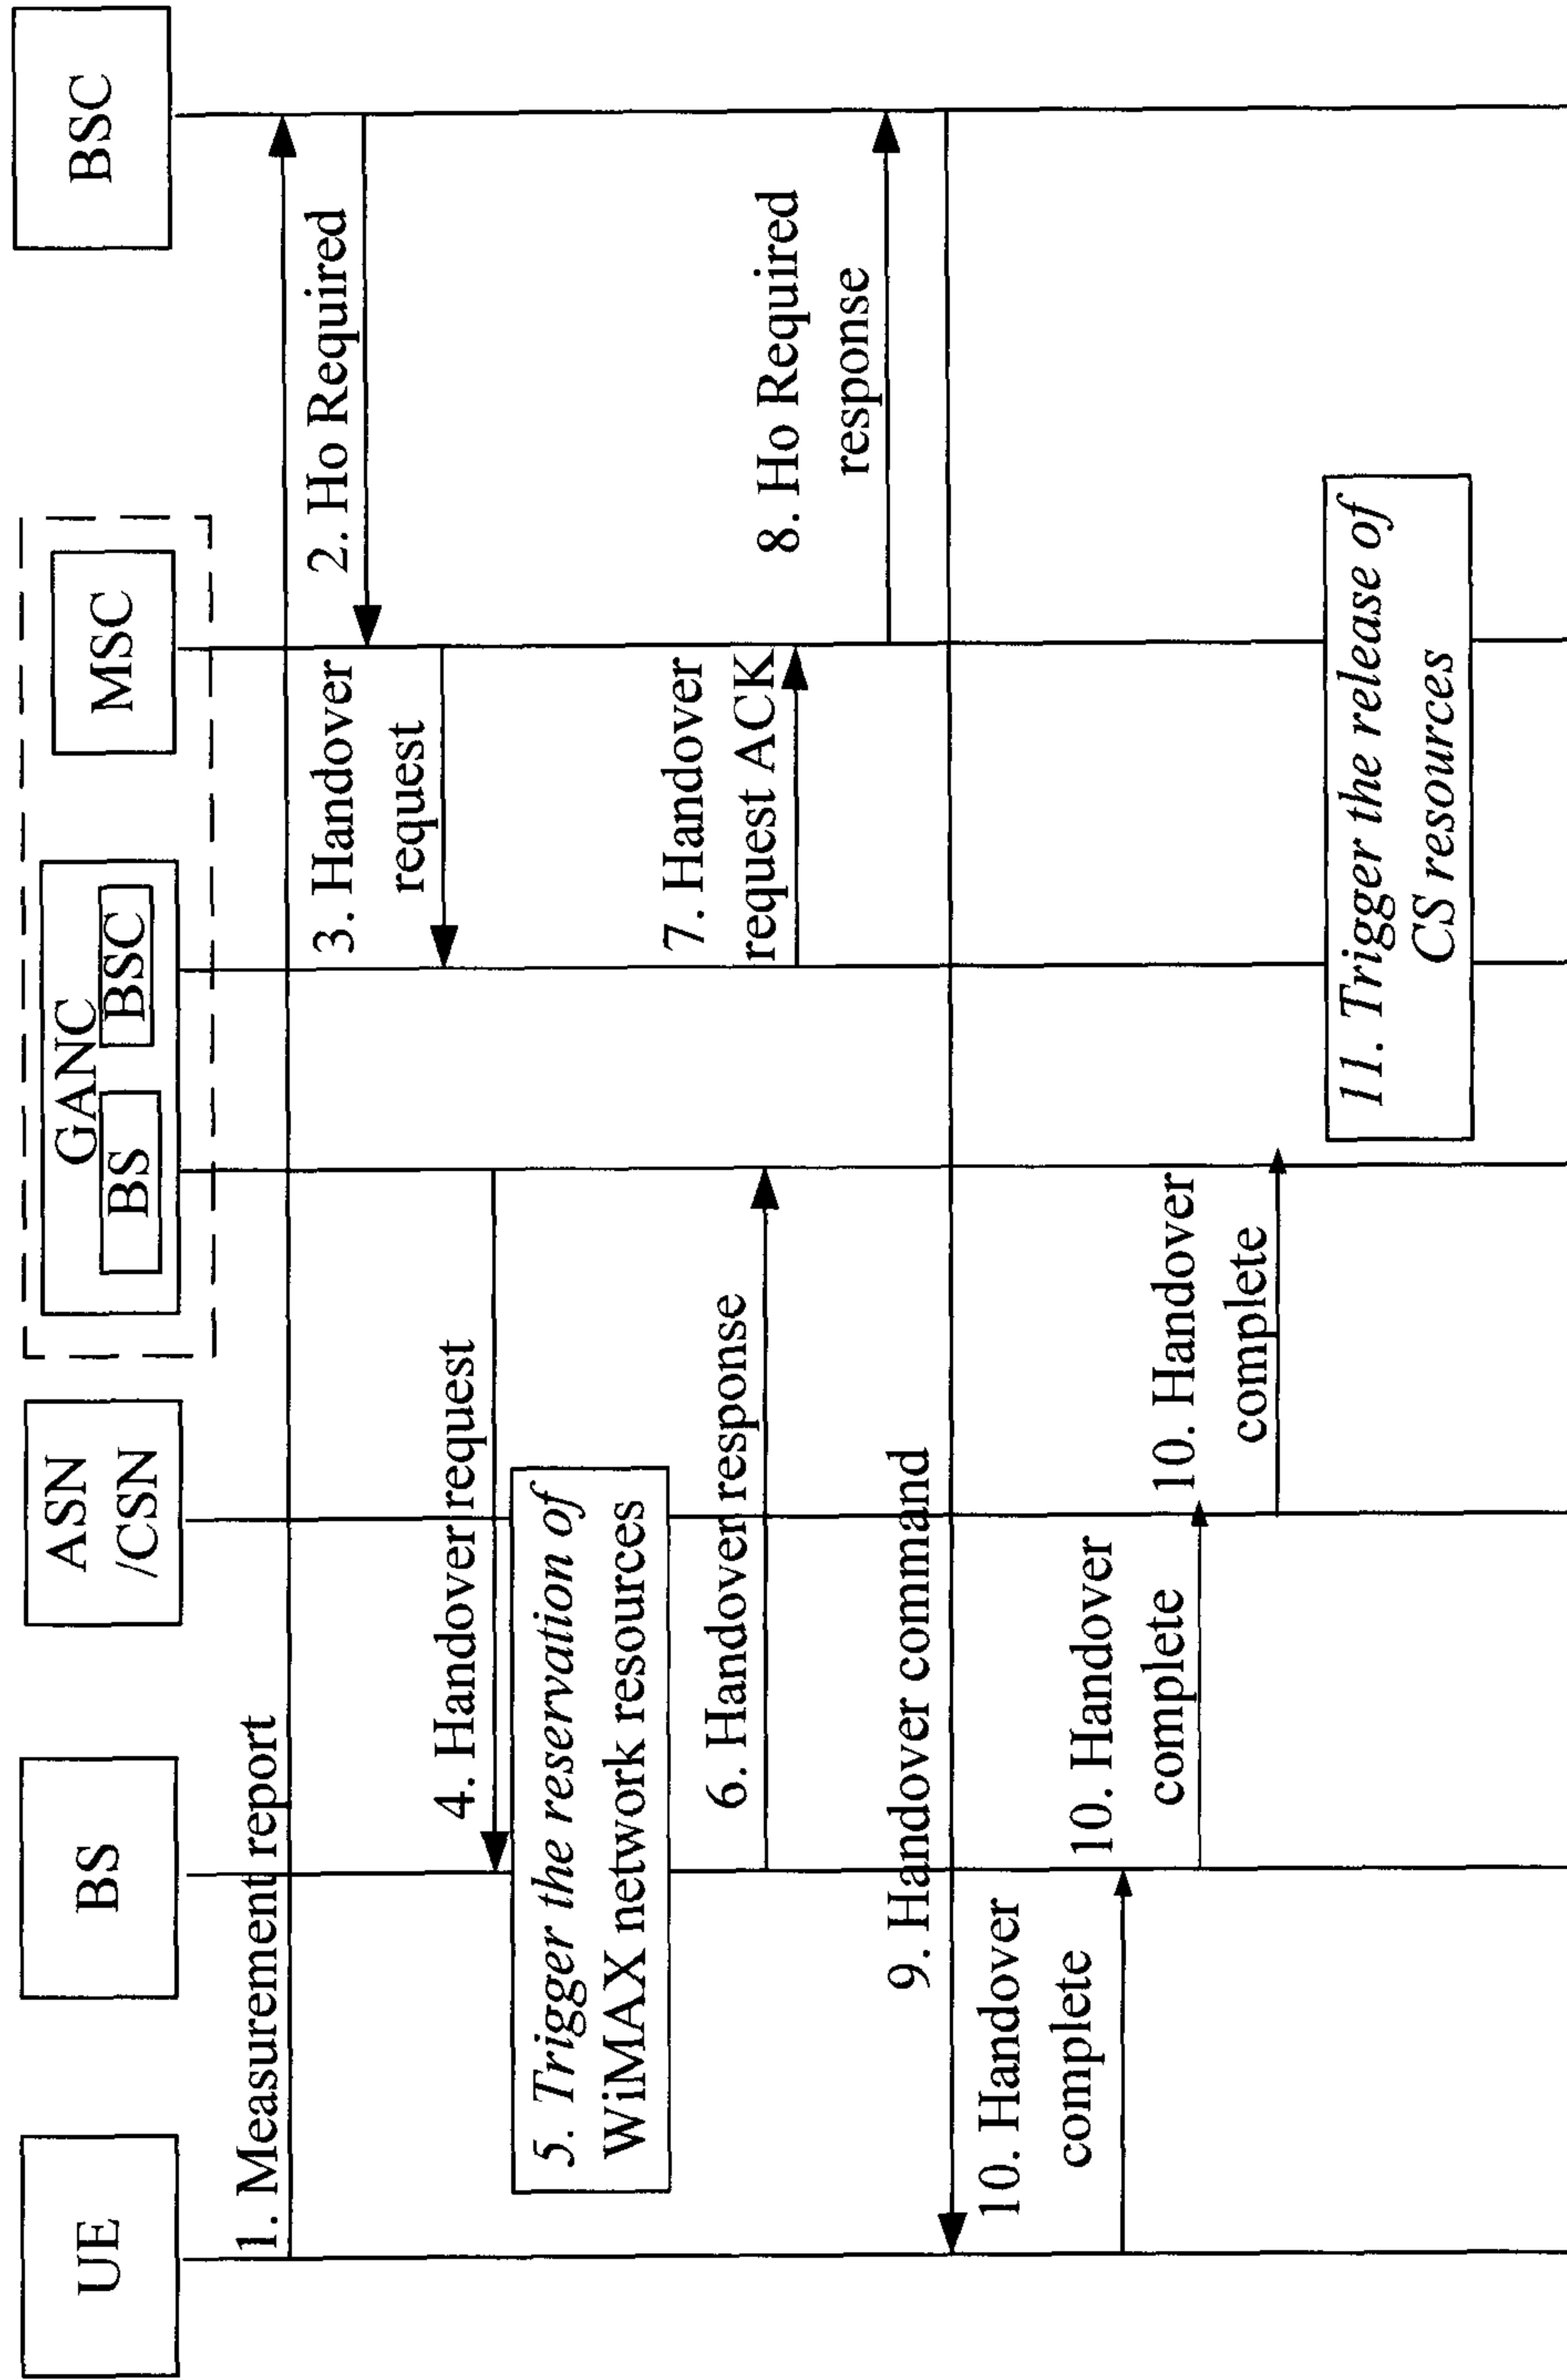 UE
BS
ASN
/CSN
GANC
BS
BSC
MSC
BSC
1. Measurement report
2. Ho Required
3. Handover
request
4. Handover request
5. Trigger the reservation of
WiMAX network resources
6. Handover response
7. Handover
request ACK
8. Ho Required
response
9. Handover command
10. Handover
complete
10. Handover
complete
10. Handover
complete
11. Trigger the release of
CS resources